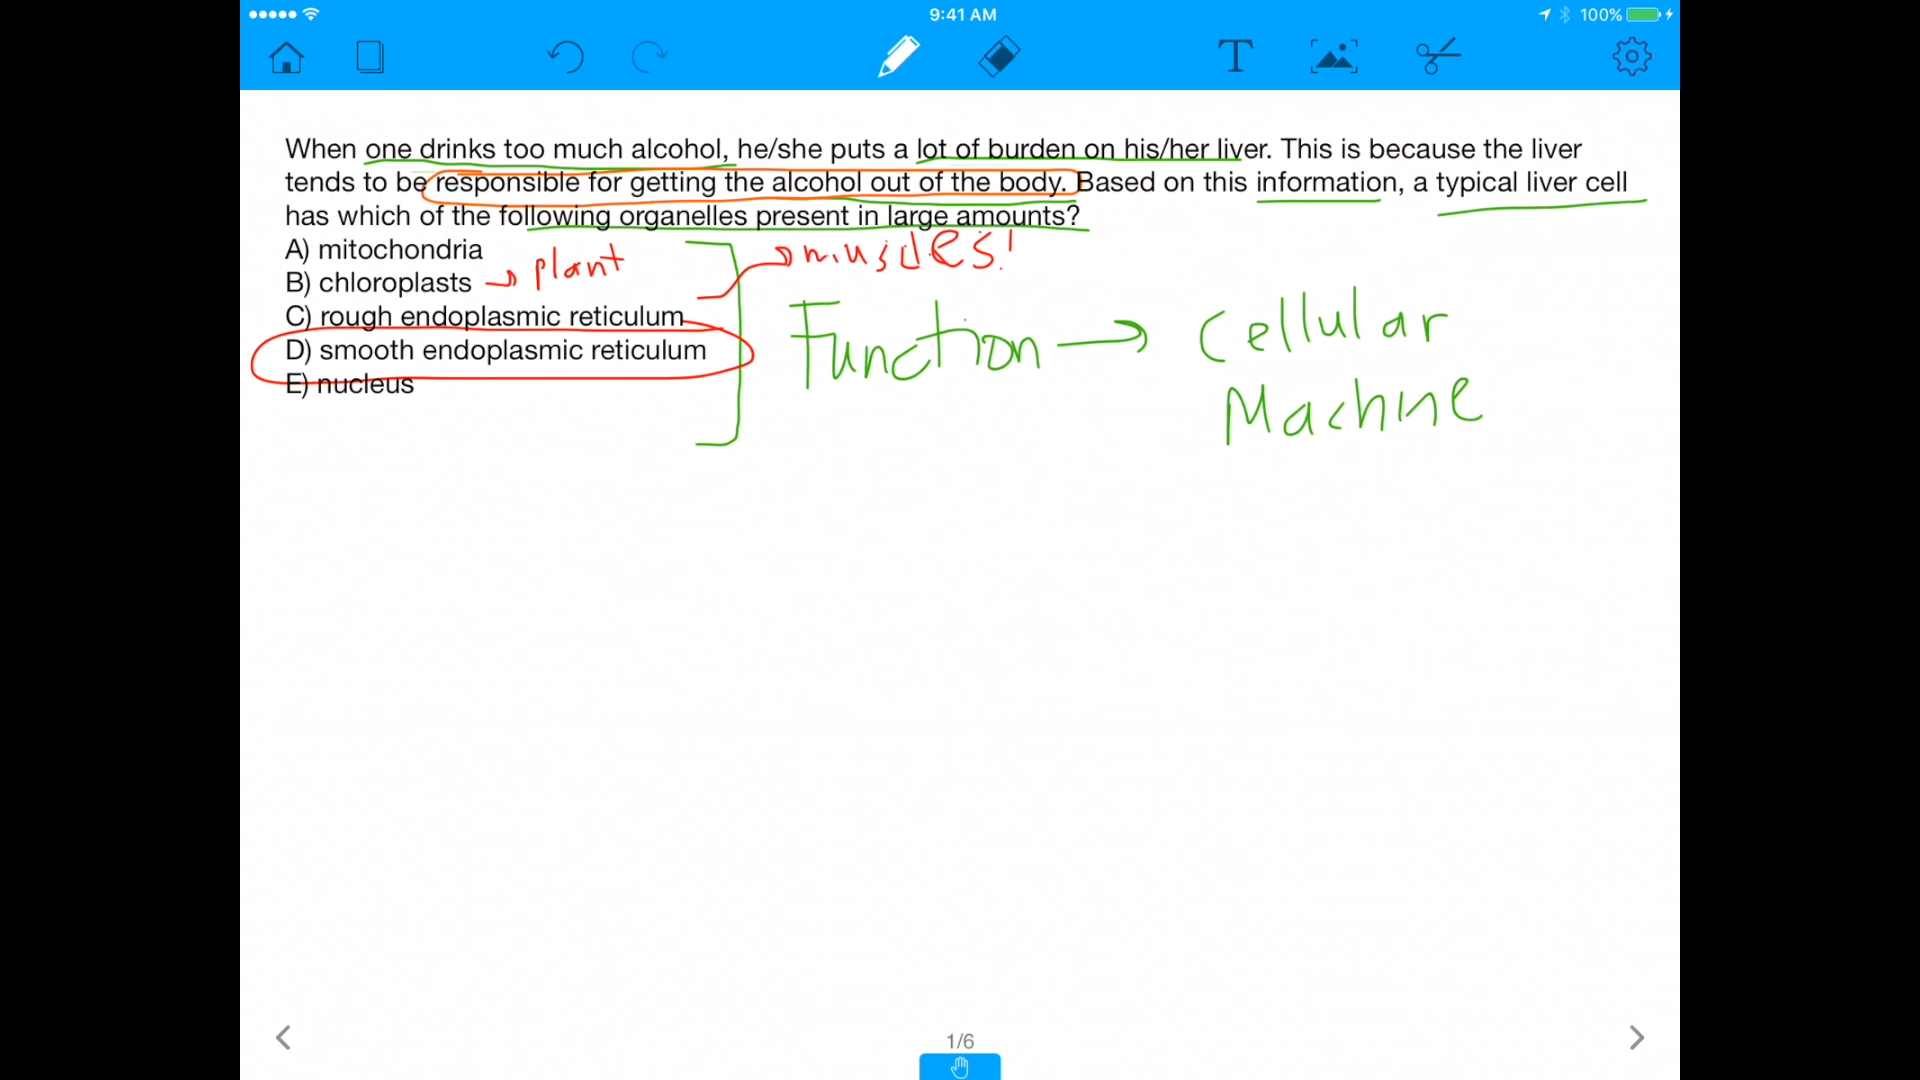 9:41 AM
100%
T
When one drinks too much alcohol, he/she puts a lot of burden on his/her liver. This is because the liver
tends to be responsible for getting the alcohol out of the body. Based on this information, a typical liver cell
has which of the following organelles present in large amounts?
A) mitochondria
B) chloroplasts → plant
muscles!
C) rough endoplasmic reticulum
D) smooth endoplasmic reticulum
E) nucleus
Function → Cellular
Machine
1/6